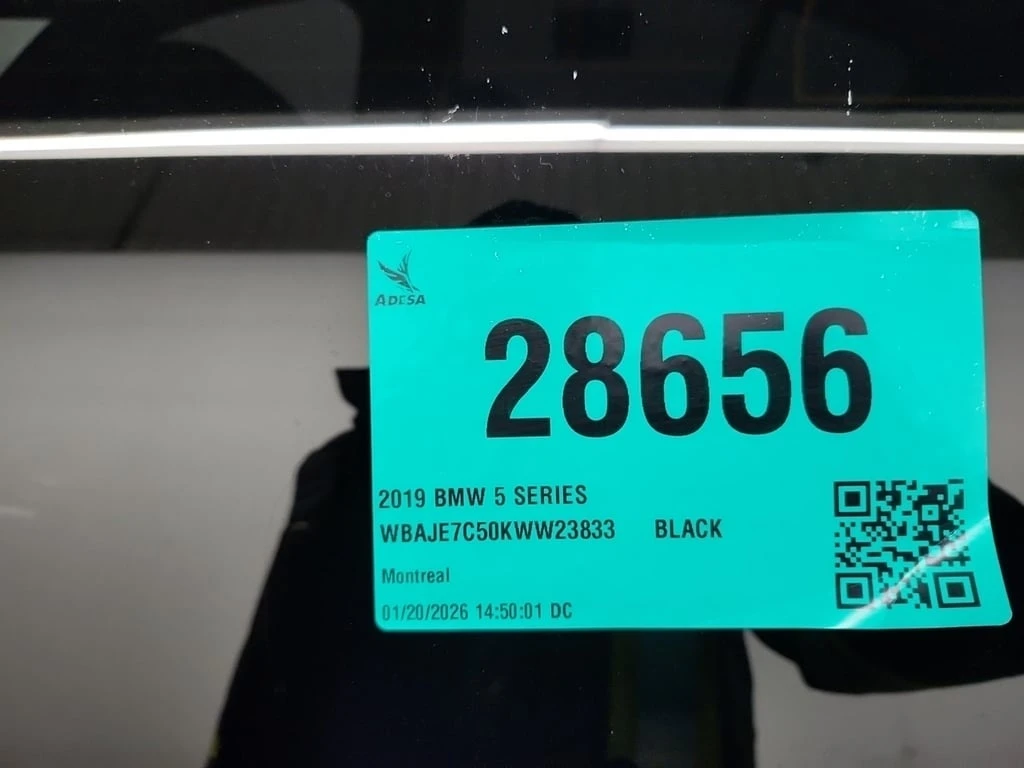 ADESA
28656
2019 BMW 5 SERIES
WBAJE7C50KWW23833 BLACK
Montreal
01/20/2026 14:50:01 DC